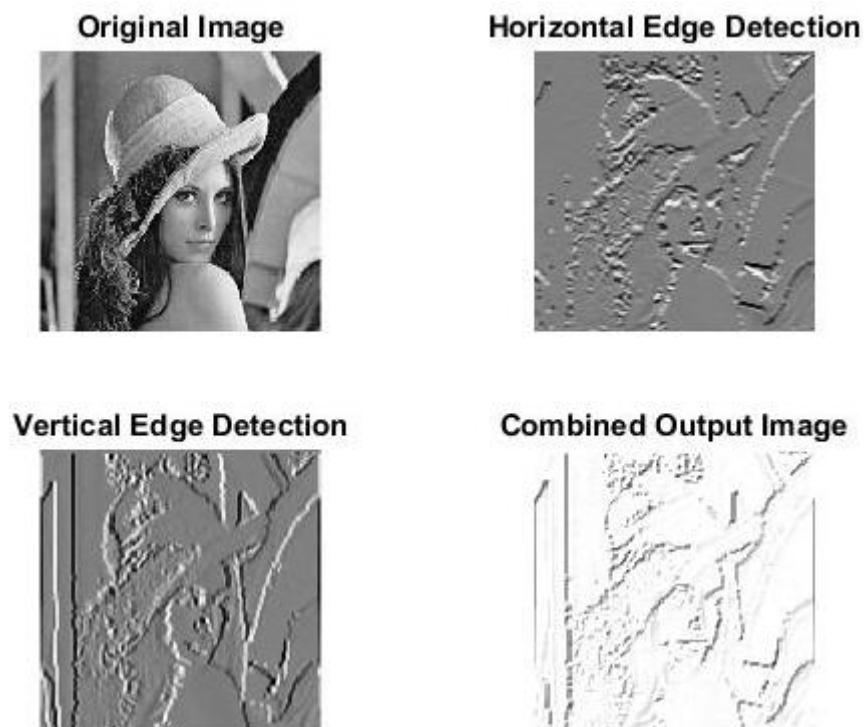 Original Image
Horizontal Edge Detection
Vertical Edge Detection
Combined Output Image